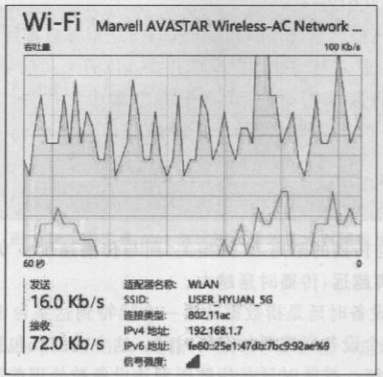 Wi-Fi Marvell AVASTAR Wireless-AC Network ...
吞吐量 100 Kb/s
60 秒 0
发送
16.0 Kb/s
接收
72.0 Kb/s
适配器名称: WLAN
SSID: USER_HYUAN_5G
连接类型: 802.11ac
IPv4 地址: 192.168.1.7
IPv6 地址: fe80::25e1:47db:7bc9:92ae%9
信号强度: